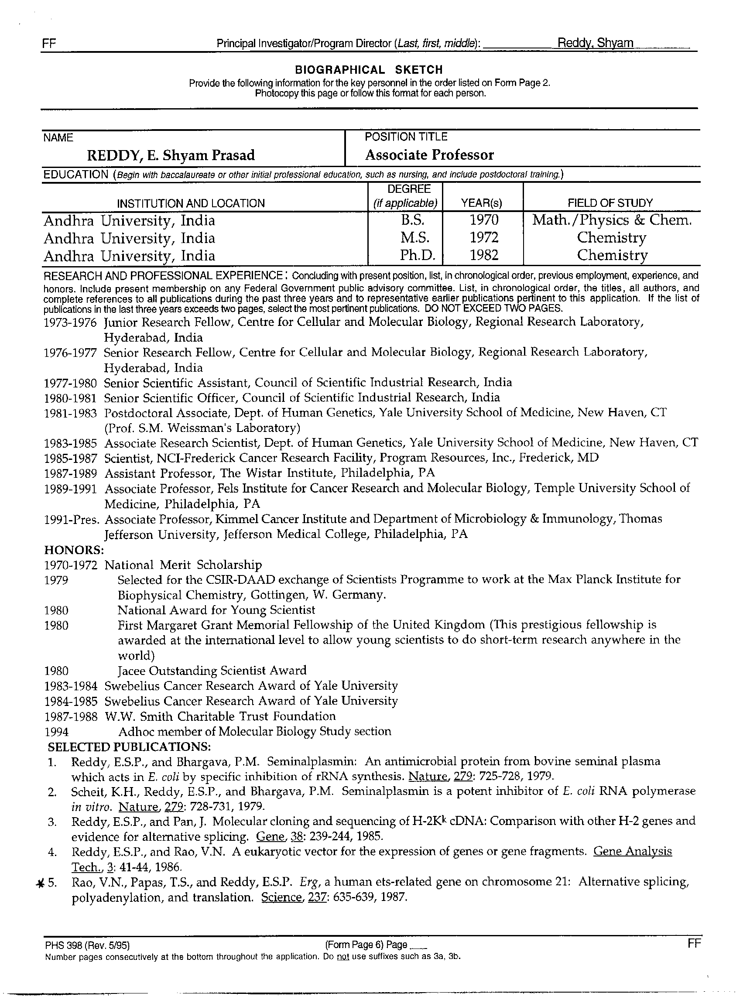 FF Principal Investigator/Program Director (Last, first, middle): Reddy, Shyam
BIOGRAPHICAL SKETCH
Provide the following information for the key personnel in the order listed on Form Page 2.
Photocopy this page or follow this format for each person.
NAME POSITION TITLE
REDDY, E. Shyam Prasad Associate Professor
EDUCATION (Begin with baccalaureate or other initial professional education, such as nursing, and include postdoctoral training.)
INSTITUTION AND LOCATION DEGREE (if applicable) YEAR(s) FIELD OF STUDY
Andhra University, India B.S. 1970 Math./Physics & Chem.
Andhra University, India M.S. 1972 Chemistry
Andhra University, India Ph.D. 1982 Chemistry
RESEARCH AND PROFESSIONAL EXPERIENCE: Concluding with present position, list, in chronological order, previous employment, experience, and
honors. Include present membership on any Federal Government public advisory committee. List, in chronological order, the titles, all authors, and
complete references to all publications during the past three years and to representative earlier publications pertinent to this application. If the list of
publications in the last three years exceeds two pages, select the most pertinent publications. DO NOT EXCEED TWO PAGES.
1973-1976 Junior Research Fellow, Centre for Cellular and Molecular Biology, Regional Research Laboratory,
Hyderabad, India
1976-1977 Senior Research Fellow, Centre for Cellular and Molecular Biology, Regional Research Laboratory,
Hyderabad, India
1977-1980 Senior Scientific Assistant, Council of Scientific Industrial Research, India
1980-1981 Senior Scientific Officer, Council of Scientific Industrial Research, India
1981-1983 Postdoctoral Associate, Dept. of Human Genetics, Yale University School of Medicine, New Haven, CT
(Prof. S.M. Weissman's Laboratory)
1983-1985 Associate Research Scientist, Dept. of Human Genetics, Yale University School of Medicine, New Haven, CT
1985-1987 Scientist, NCI-Frederick Cancer Research Facility, Program Resources, Inc., Frederick, MD
1987-1989 Assistant Professor, The Wistar Institute, Philadelphia, PA
1989-1991 Associate Professor, Fels Institute for Cancer Research and Molecular Biology, Temple University School of
Medicine, Philadelphia, PA
1991-Pres. Associate Professor, Kimmel Cancer Institute and Department of Microbiology & Immunology, Thomas
Jefferson University, Jefferson Medical College, Philadelphia, PA
HONORS:
1970-1972 National Merit Scholarship
1979 Selected for the CSIR-DAAD exchange of Scientists Programme to work at the Max Planck Institute for
Biophysical Chemistry, Gottingen, W. Germany.
1980 National Award for Young Scientist
1980 First Margaret Grant Memorial Fellowship of the United Kingdom (This prestigious fellowship is
awarded at the international level to allow young scientists to do short-term research anywhere in the
world)
1980 Jacee Outstanding Scientist Award
1983-1984 Swebelius Cancer Research Award of Yale University
1984-1985 Swebelius Cancer Research Award of Yale University
1987-1988 W.W. Smith Charitable Trust Foundation
1994 Adhoc member of Molecular Biology Study section
SELECTED PUBLICATIONS:
1. Reddy, E.S.P., and Bhargava, P.M. Seminalplasmin: An antimicrobial protein from bovine seminal plasma
which acts in E. coli by specific inhibition of rRNA synthesis. Nature, 279: 725-728, 1979.
2. Scheit, K.H., Reddy, E.S.P., and Bhargava, P.M. Seminalplasmin is a potent inhibitor of E. coli RNA polymerase
in vitro. Nature, 279: 728-731, 1979.
3. Reddy, E.S.P., and Pan, J. Molecular cloning and sequencing of H-2Kk cDNA: Comparison with other H-2 genes and
evidence for alternative splicing. Gene, 38: 239-244, 1985.
4. Reddy, E.S.P., and Rao, V.N. A eukaryotic vector for the expression of genes or gene fragments. Gene Analysis
Tech., 3: 41-44, 1986.
* 5. Rao, V.N., Papas, T.S., and Reddy, E.S.P. Erg, a human ets-related gene on chromosome 21: Alternative splicing,
polyadenylation, and translation. Science, 237: 635-639, 1987.
PHS 398 (Rev. 5/95) (Form Page 6) Page ___ FF
Number pages consecutively at the bottom throughout the application. Do not use suffixes such as 3a, 3b.